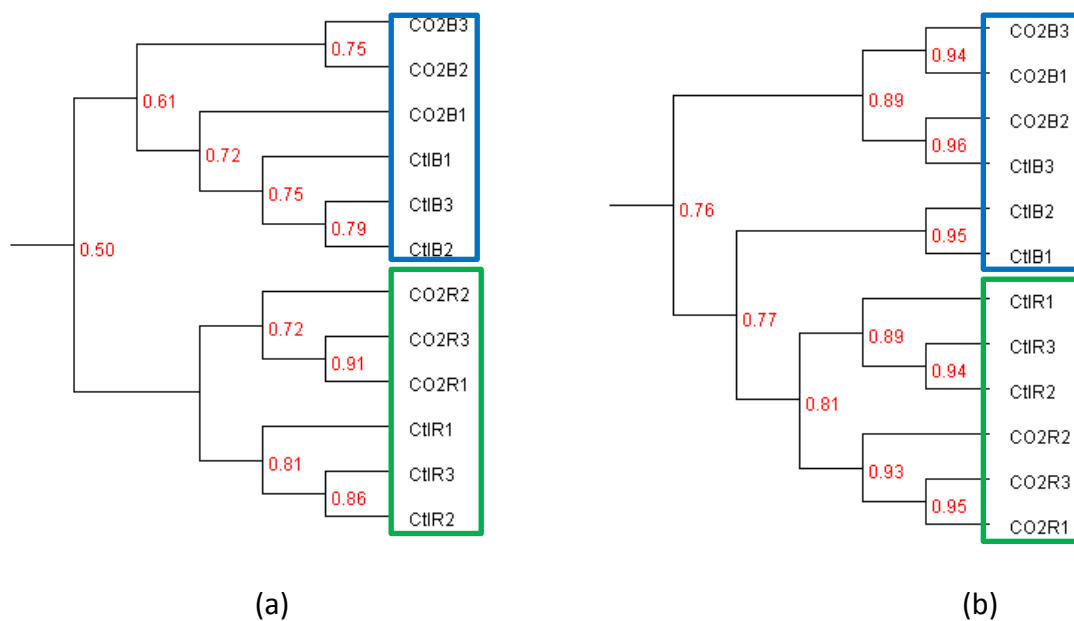 CO2B3
0.75
CO2B2
0.61
CO2B1
0.72
CtlB1
0.75
CtlB3
0.79
CtlB2
0.50
CO2R2
0.72
CO2R3
0.91
CO2R1
CtlR1
0.81
CtlR3
0.86
CtlR2
(a)
CO2B3
0.94
CO2B1
0.89
CO2B2
0.96
CtlB3
0.76
CtlB2
0.95
CtlB1
0.77
CtlR1
0.89
CtlR3
0.94
CtlR2
0.81
CO2R2
0.93
CO2R3
0.95
CO2R1
(b)